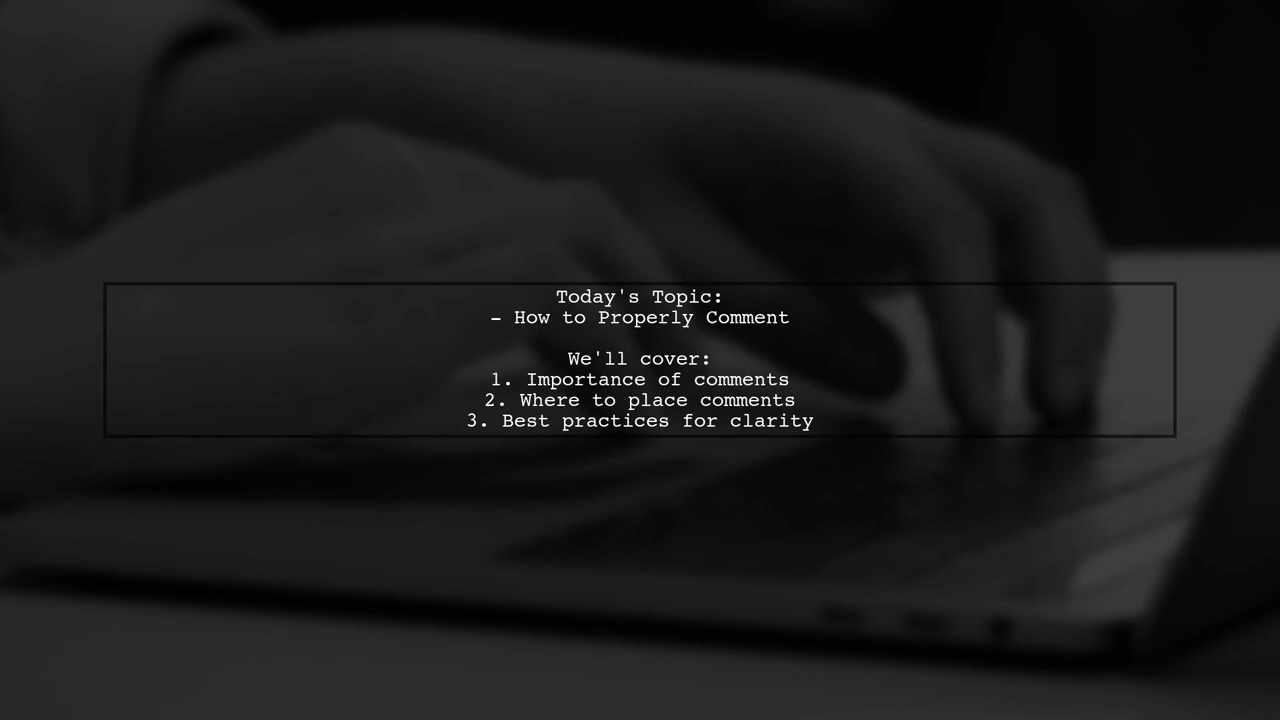 Today's Topic:
- How to Properly Comment
We'll cover:
1. Importance of comments
2. Where to place comments
3. Best practices for clarity